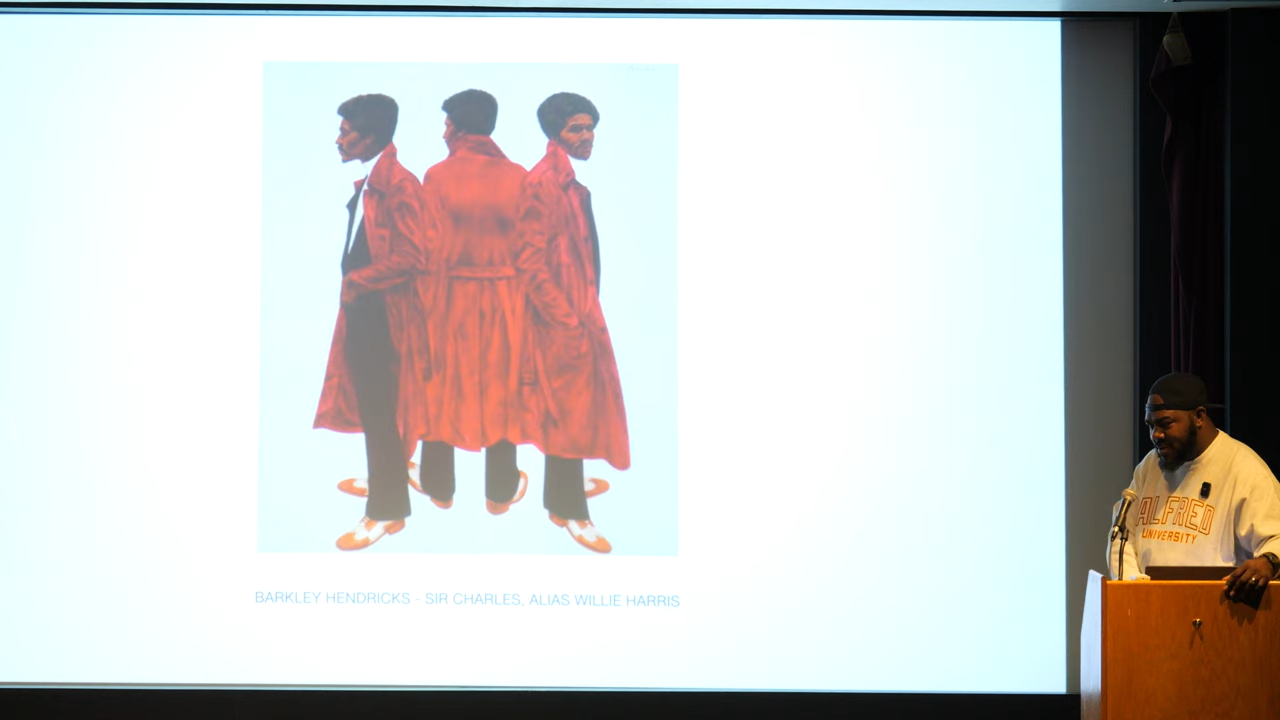 BARKLEY HENDRICKS - SIR CHARLES, ALIAS WILLIE HARRIS
ALFRED
UNIVERSITY